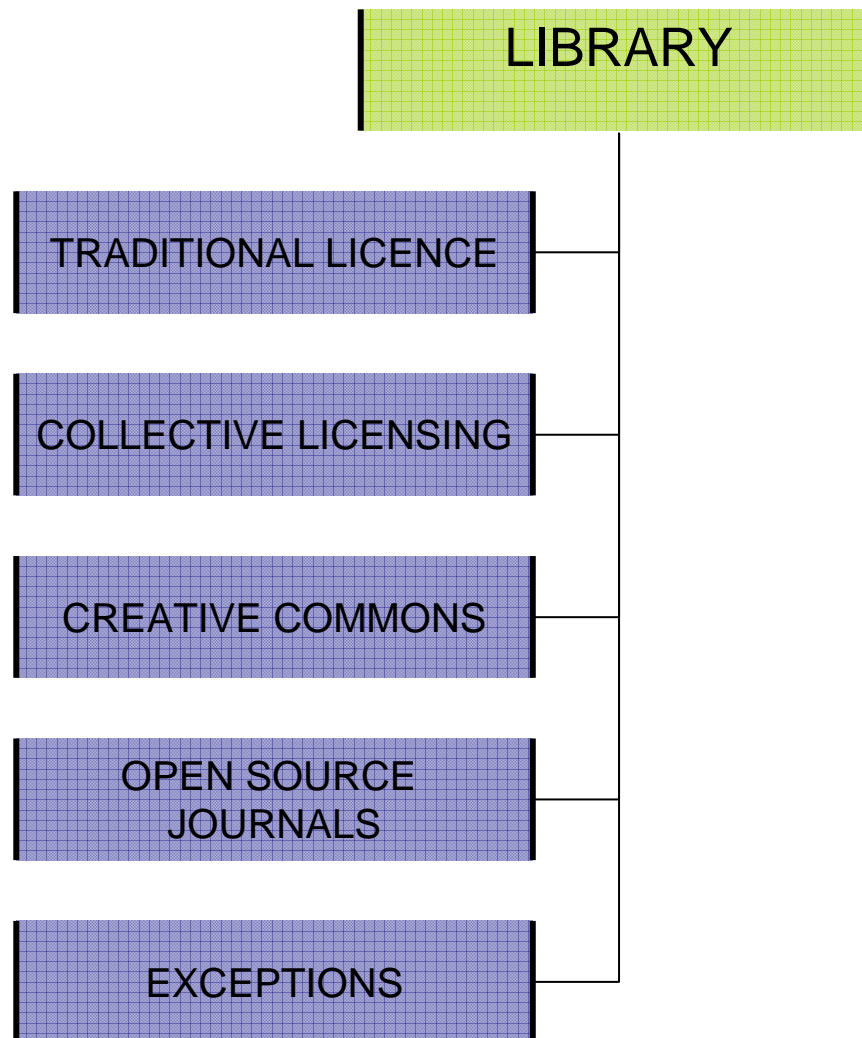 LIBRARY
TRADITIONAL LICENCE
COLLECTIVE LICENSING
CREATIVE COMMONS
OPEN SOURCE
JOURNALS
EXCEPTIONS